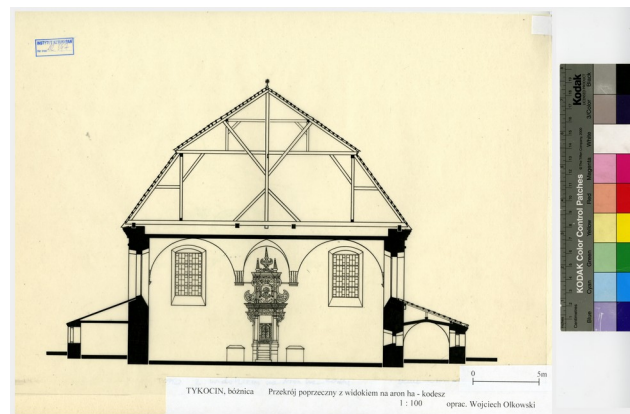 INSTYTUT
0 5m
TYKOCIN, bóżnica Przekrój poprzeczny z widokiem na aron ha - kodesz
1 : 100 oprac. Wojciech Olkowski
Kodak
KODAK Color Control Patches
Blue
Cyan
Green
Yellow
Red
Magenta
White
3/Color
Black